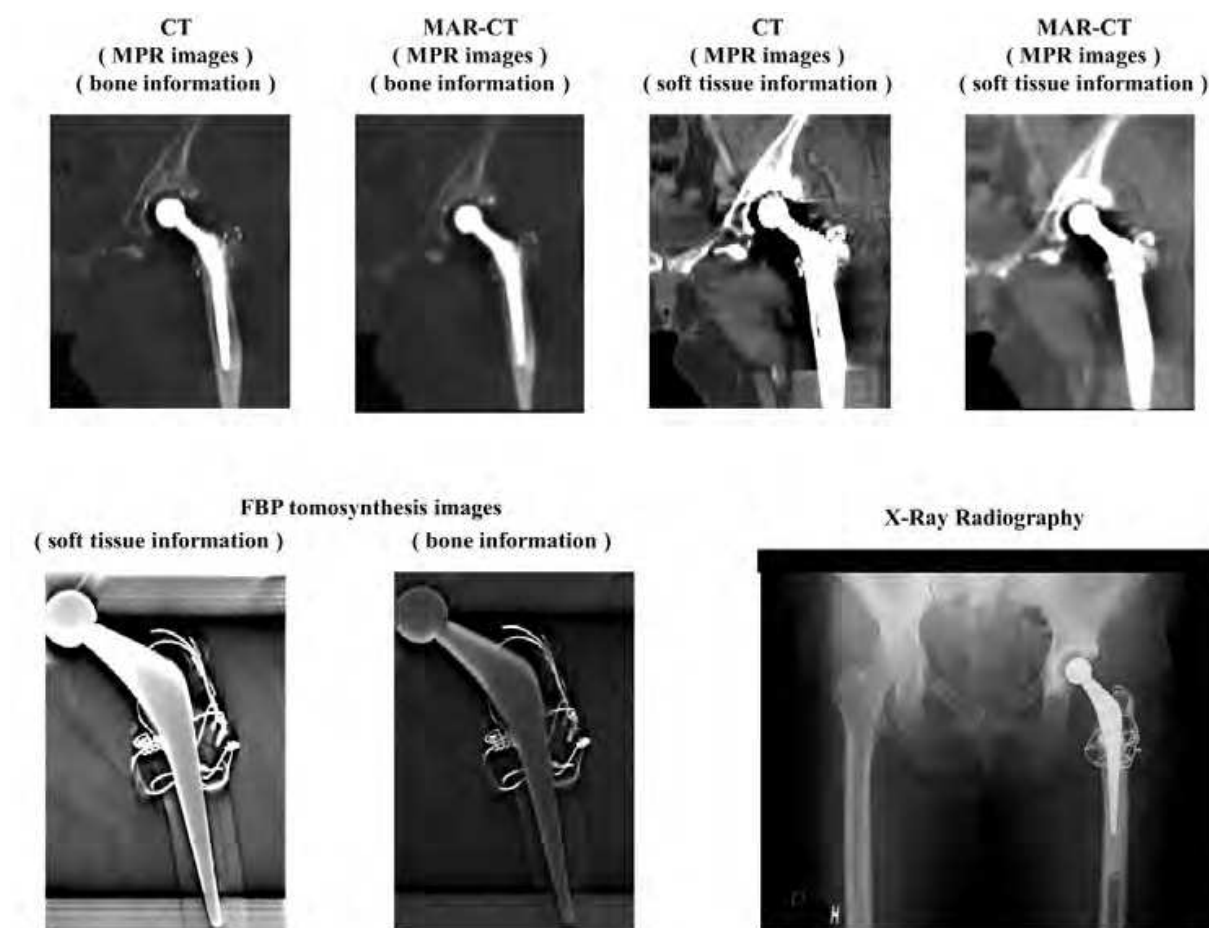 CT
( MPR images )
( bone information )
MAR-CT
( MPR images )
( bone information )
CT
( MPR images )
( soft tissue information )
MAR-CT
( MPR images )
( soft tissue information )
FBP tomosynthesis images
( soft tissue information )
( bone information )
X-Ray Radiography